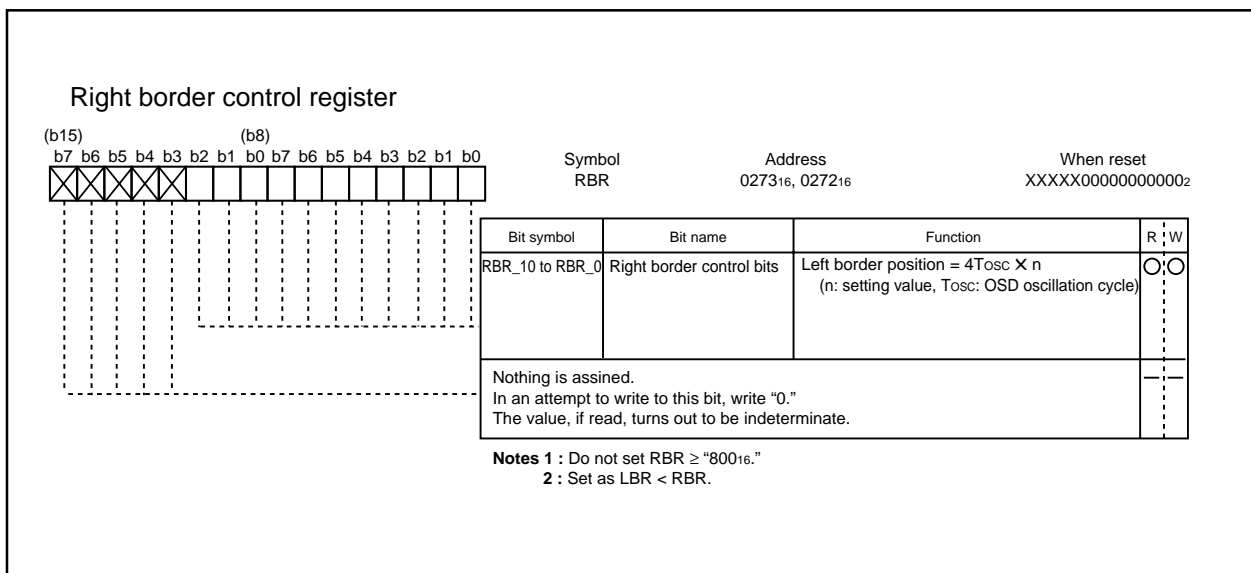 Right border control register
(b15) (b8)
b7 b6 b5 b4 b3 b2 b1 b0 b7 b6 b5 b4 b3 b2 b1 b0
Symbol Address When reset
RBR 027316, 027216 XXXXX000000000002
Bit symbol Bit name Function R W
RBR_10 to RBR_0 Right border control bits Left border position = 4TOSC X n
(n: setting value, TOSC: OSD oscillation cycle)
Nothing is assined.
In an attempt to write to this bit, write “0.”
The value, if read, turns out to be indeterminate.
Notes 1 : Do not set RBR ≥ “80016.”
2 : Set as LBR < RBR.